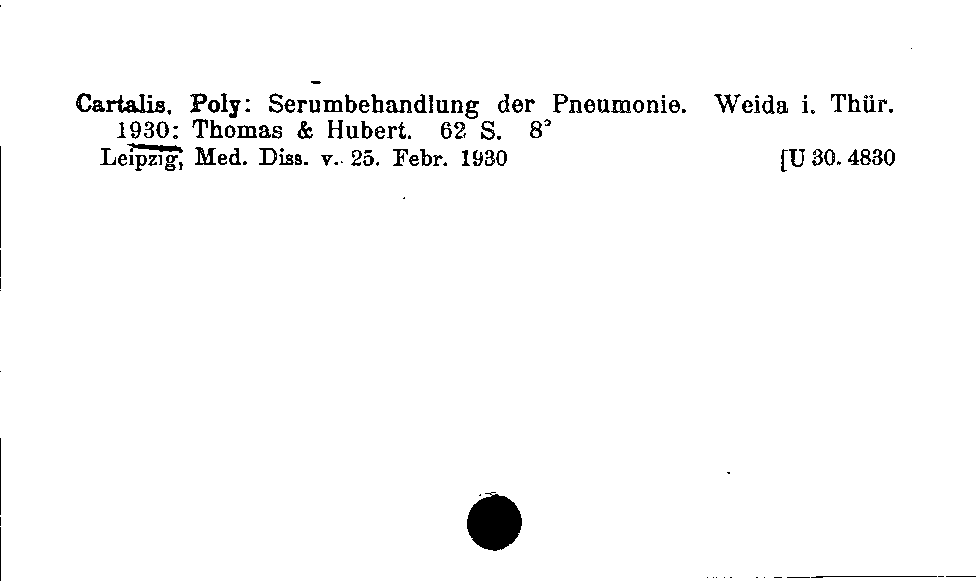 Cartalis, Poly: Serumbehandlung der Pneumonie. Weida i. Thür.
1930: Thomas & Hubert. 62 S. 8°
Leipzig, Med. Diss. v. 25. Febr. 1930 [U 30. 4830